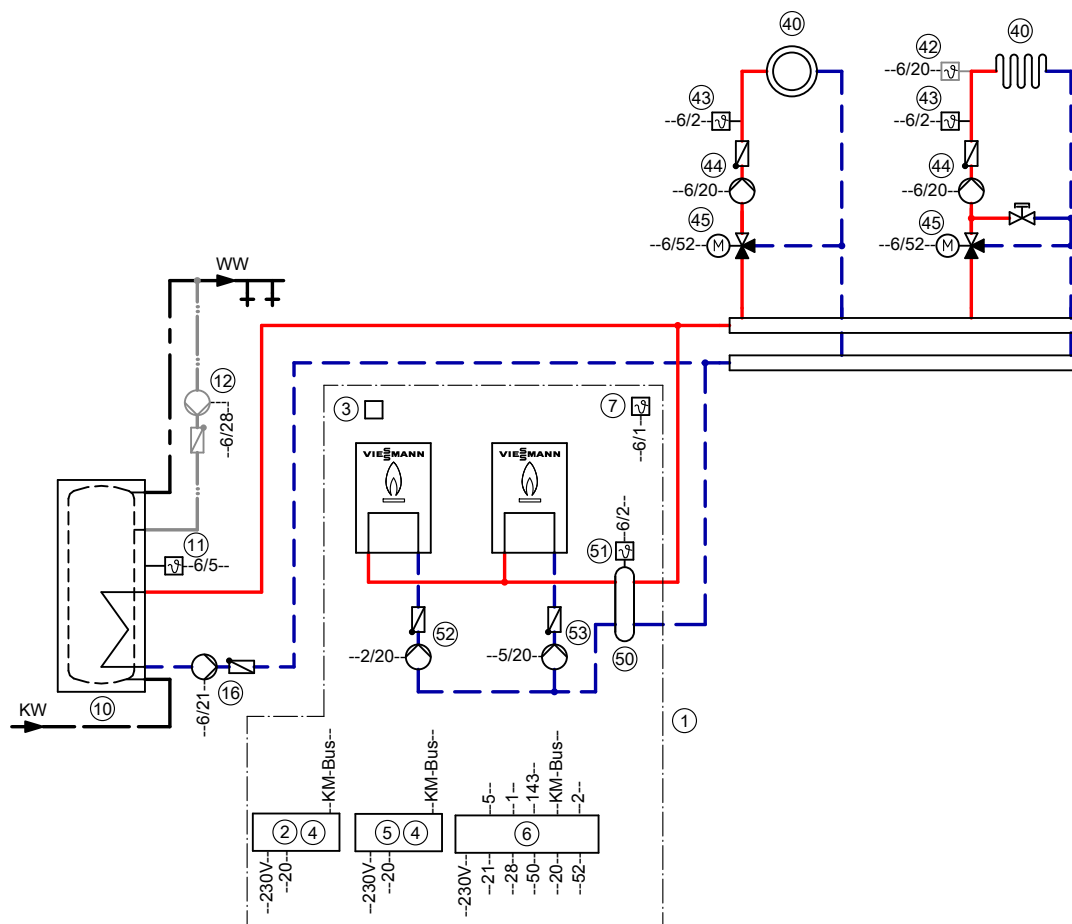 40
42
40
--6/20--
ϑ
43
43
--6/2--
ϑ
--6/2--
ϑ
44
44
--6/20--
--6/20--
45
45
--6/52--
M
--6/52--
M
WW
12
--6/28--
3
7
ϑ
--6/1--
VIESMANN
VIESMANN
11
ϑ
--6/5--
--6/2--
51
ϑ
52
53
--2/20--
--5/20--
50
16
--6/21--
10
KW
1
--KM-Bus--
--KM-Bus--
--5--
--1--
--143--
--KM-Bus--
--2--
2
4
5
4
6
--230V--
--20--
--230V--
--20--
--230V--
--21--
--28--
--50--
--20--
--52--